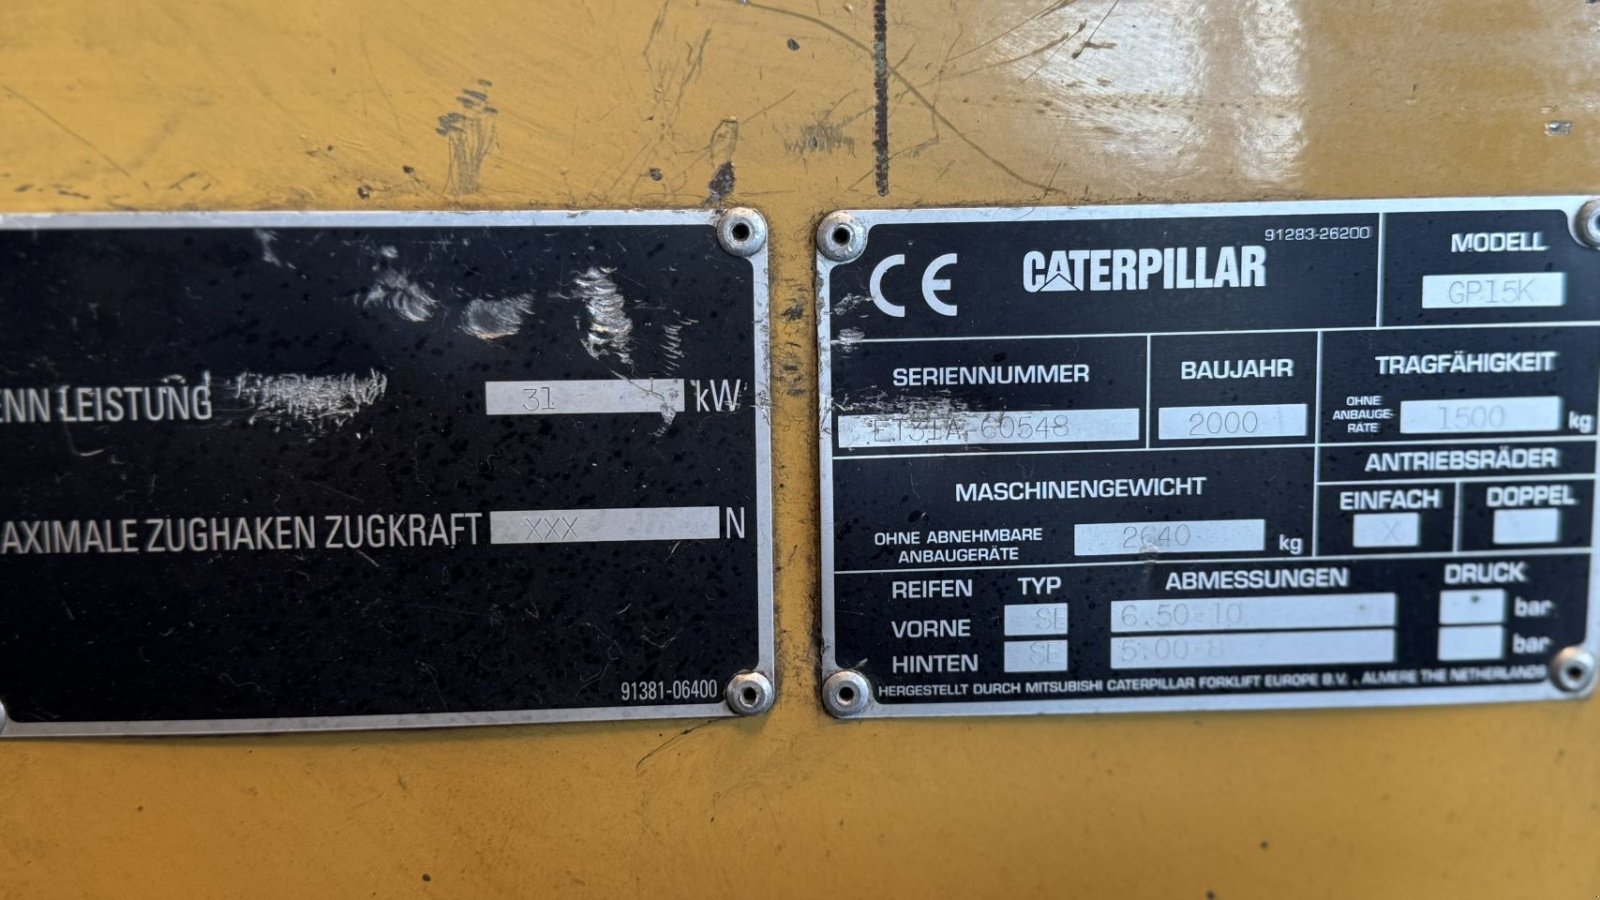 LEISTUNG 31 kW
ZUGHAKEN ZUGKRAFT XXX N
91381-06400
CE CATERPILLAR 91283-26200
MODELL
GP15K
SERIENNUMMER
ET31A-60548
BAUJAHR
2000
TRAGFÄHIGKEIT
OHNE
ANBAUGE-
RÄTE
1500 kg
MASCHINENGEWICHT
OHNE ABNEHMBARE
ANBAUGERÄTE
2640 kg
ANTRIEBSRÄDER
EINFACH DOPPEL
X
REIFEN TYP ABMESSUNGEN DRUCK
VORNE SE 6.50-10 bar
HINTEN SE 5.00-8 bar
HERGESTELLT DURCH MITSUBISHI CATERPILLAR FORKLIFT EUROPE B.V. , ALMERE THE NETHERLANDS